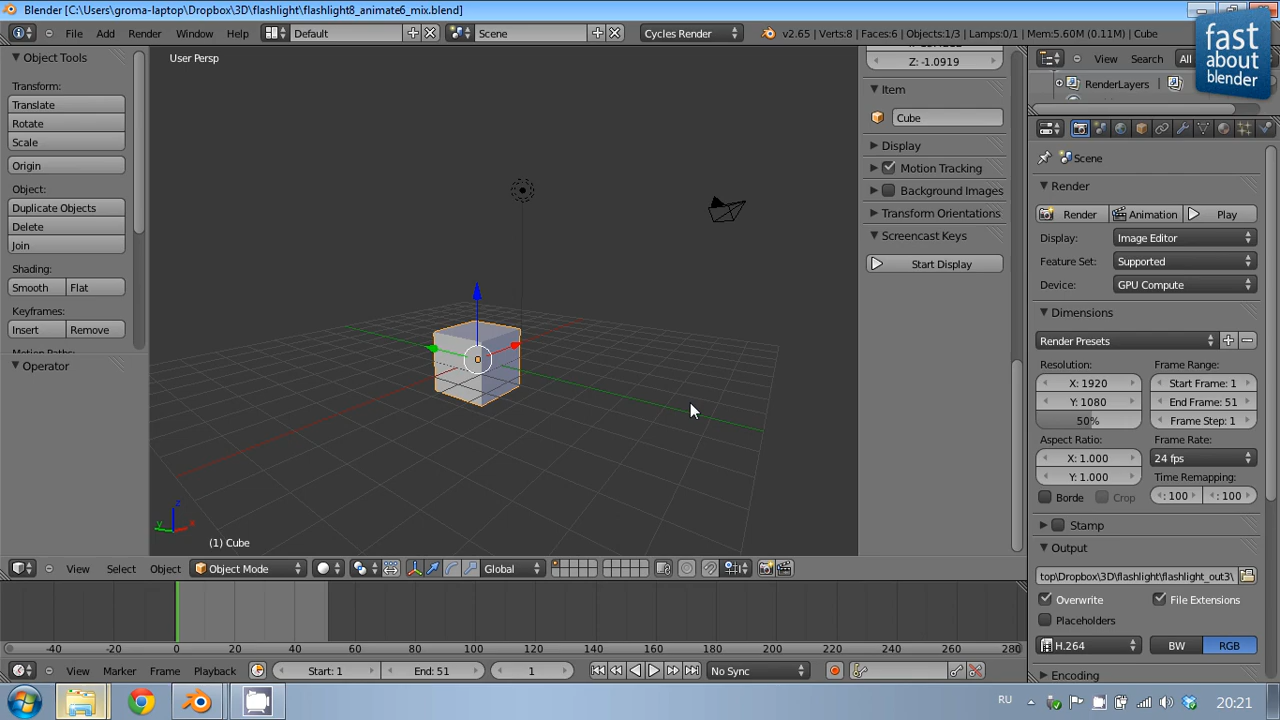 Blender [C:\Users\groma-laptop\Dropbox\3D\flashlight\flashlight8_animate6_mix.blend]
File Add Render Window Help Default Scene Cycles Render v2.65 | Verts:8 | Faces:6 | Objects:1/3 | Lamps:0/1 | Mem:5.60M (0.11M) | Cube
fast
about
blender
Object Tools
Transform:
Translate
Rotate
Scale
Origin
Object:
Duplicate Objects
Delete
Join
Shading:
Smooth Flat
Keyframes:
Insert Remove
Operator
User Persp
z
y x
(1) Cube
Z: -1.0919
Item
Cube
Display
Motion Tracking
Background Images
Transform Orientations
Screencast Keys
Start Display
View Search All
RenderLayers
Scene
Render
Render Animation Play
Display: Image Editor
Feature Set: Supported
Device: GPU Compute
Dimensions
Render Presets
Resolution: Frame Range:
X: 1920 Start Frame: 1
Y: 1080 End Frame: 51
50% Frame Step: 1
Aspect Ratio: Frame Rate:
X: 1.000 24 fps
Y: 1.000 Time Remapping:
Borde Crop : 100 : 100
Stamp
Output
top\Dropbox\3D\flashlight\flashlight_out3\
Overwrite File Extensions
Placeholders
H.264 BW RGB
Encoding
View Select Object Object Mode Global
-40 -20 0 20 40 60 80 100 120 140 160 180 200 220 240 260 280
View Marker Frame Playback Start: 1 End: 51 1 No Sync
RU 20:21